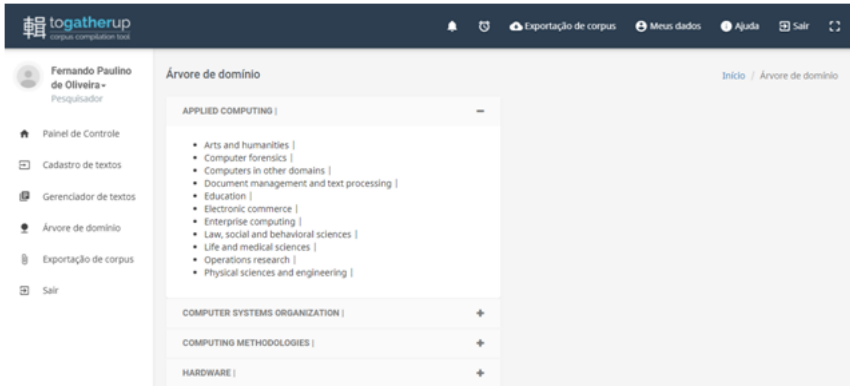 輯 togatherup
corpus compilation tool
Exportação de corpus
Meus dados
Ajuda
Sair
Fernando Paulino
de Oliveira
Pesquisador
Painel de Controle
Cadastro de textos
Gerenciador de textos
Árvore de domínio
Exportação de corpus
Sair
Árvore de domínio
Início / Árvore de domínio
APPLIED COMPUTING |
• Arts and humanities |
• Computer forensics |
• Computers in other domains |
• Document management and text processing |
• Education |
• Electronic commerce |
• Enterprise computing |
• Law, social and behavioral sciences |
• Life and medical sciences |
• Operations research |
• Physical sciences and engineering |
COMPUTER SYSTEMS ORGANIZATION |
COMPUTING METHODOLOGIES |
HARDWARE |